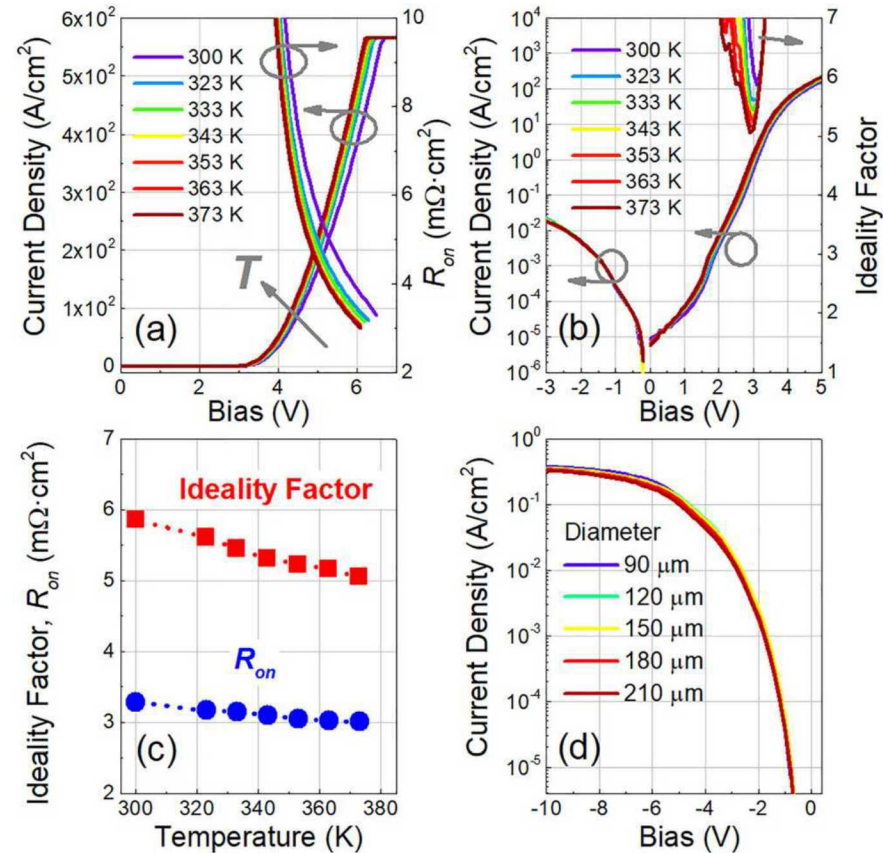 6x10²
5x10²
4x10²
3x10²
2x10²
1x10²
0
Current Density (A/cm²)
300 K
323 K
333 K
343 K
353 K
363 K
373 K
T
(a)
10
9
8
7
6
5
4
3
2
R_on (mΩ·cm²)
0 2 4 6
Bias (V)
10⁴
10³
10²
10¹
10⁰
10⁻¹
10⁻²
10⁻³
10⁻⁴
10⁻⁵
10⁻⁶
Current Density (A/cm²)
300 K
323 K
333 K
343 K
353 K
363 K
373 K
(b)
7
6
5
4
3
2
1
Ideality Factor
-3 -2 -1 0 1 2 3 4 5
Bias (V)
7
6
5
4
3
2
Ideality Factor, R_on (mΩ·cm²)
Ideality Factor
R_on
(c)
300 320 340 360 380
Temperature (K)
10⁰
10⁻¹
10⁻²
10⁻³
10⁻⁴
10⁻⁵
Current Density (A/cm²)
Diameter
90 μm
120 μm
150 μm
180 μm
210 μm
(d)
-10 -8 -6 -4 -2 0
Bias (V)